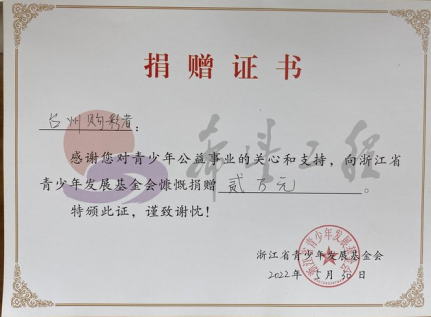 捐赠证书
台州购彩者：
感谢您对青少年公益事业的关心和支持，向浙江省
青少年发展基金会慷慨捐赠 贰万元 。
特颁此证，谨致谢忱！
浙江省青少年发展基金会
2022年5月30日